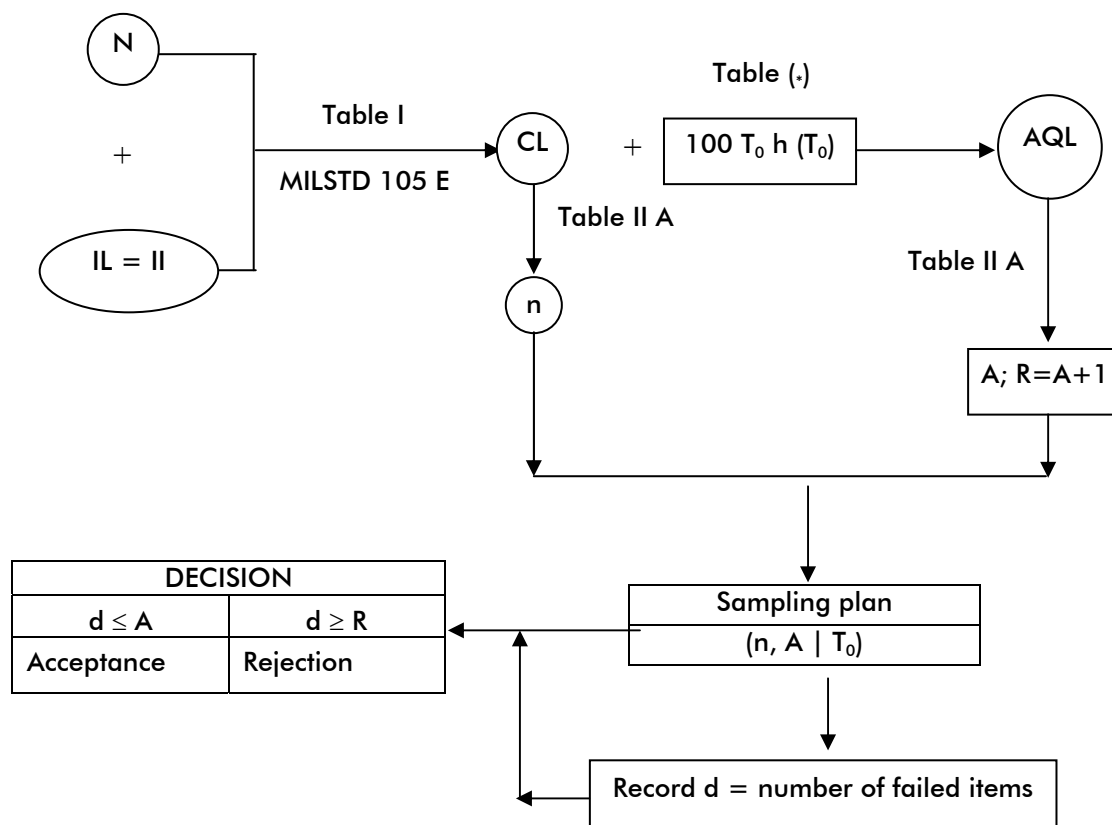 N
+
IL = II
Table I
MILSTD 105 E
CL
+
Table (*)
100 T₀ h (T₀)
AQL
Table II A
n
Table II A
A; R=A+1
DECISION
d ≤ A
d ≥ R
Acceptance
Rejection
Sampling plan
(n, A | T₀)
Record d = number of failed items